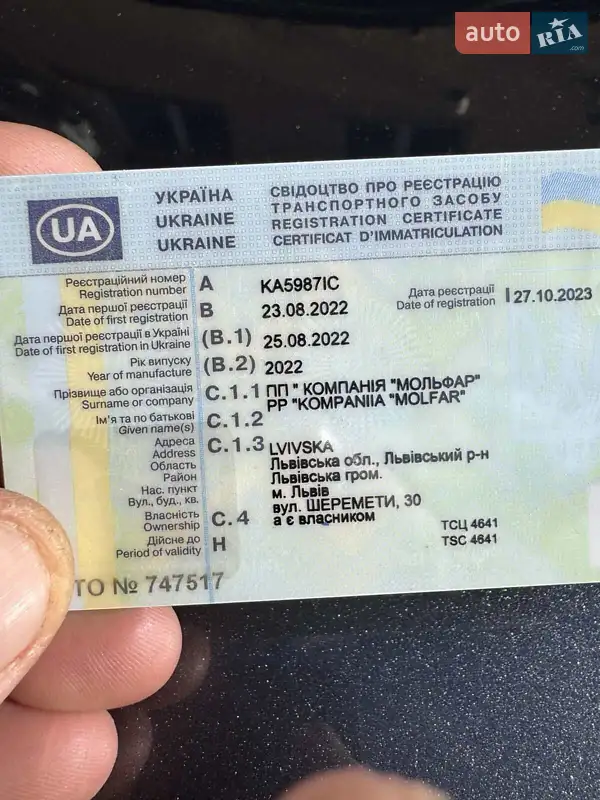 auto RIA .com
UA
УКРАЇНА
UKRAINE
UKRAINE
СВІДОЦТВО ПРО РЕЄСТРАЦІЮ
ТРАНСПОРТНОГО ЗАСОБУ
REGISTRATION CERTIFICATE
CERTIFICAT D'IMMATRICULATION
Реєстраційний номер A KA5987IC
Registration number
Дата реєстрації 27.10.2023
Date of registration
Дата першої реєстрації B 23.08.2022
Date of first registration
Дата першої реєстрації в Україні (B.1) 25.08.2022
Date of first registration in Ukraine
Рік випуску (B.2) 2022
Year of manufacture
Прізвище або організація C.1.1 ПП " КОМПАНІЯ "МОЛЬФАР"
Surname or company PP "KOMPANIIA "MOLFAR"
Ім'я та по батькові C.1.2
Given name(s)
Адреса C.1.3 LVIVSKA
Address
Область Львівська обл., Львівський р-н
Район Львівська гром.
Нас. пункт м. Львів
Вул., буд., кв. вул. ШЕРЕМЕТИ, 30
Власність C.4 а є власником
Ownership
Дійсне до H
Period of validity
ТСЦ 4641
TSC 4641
ТО № 747517